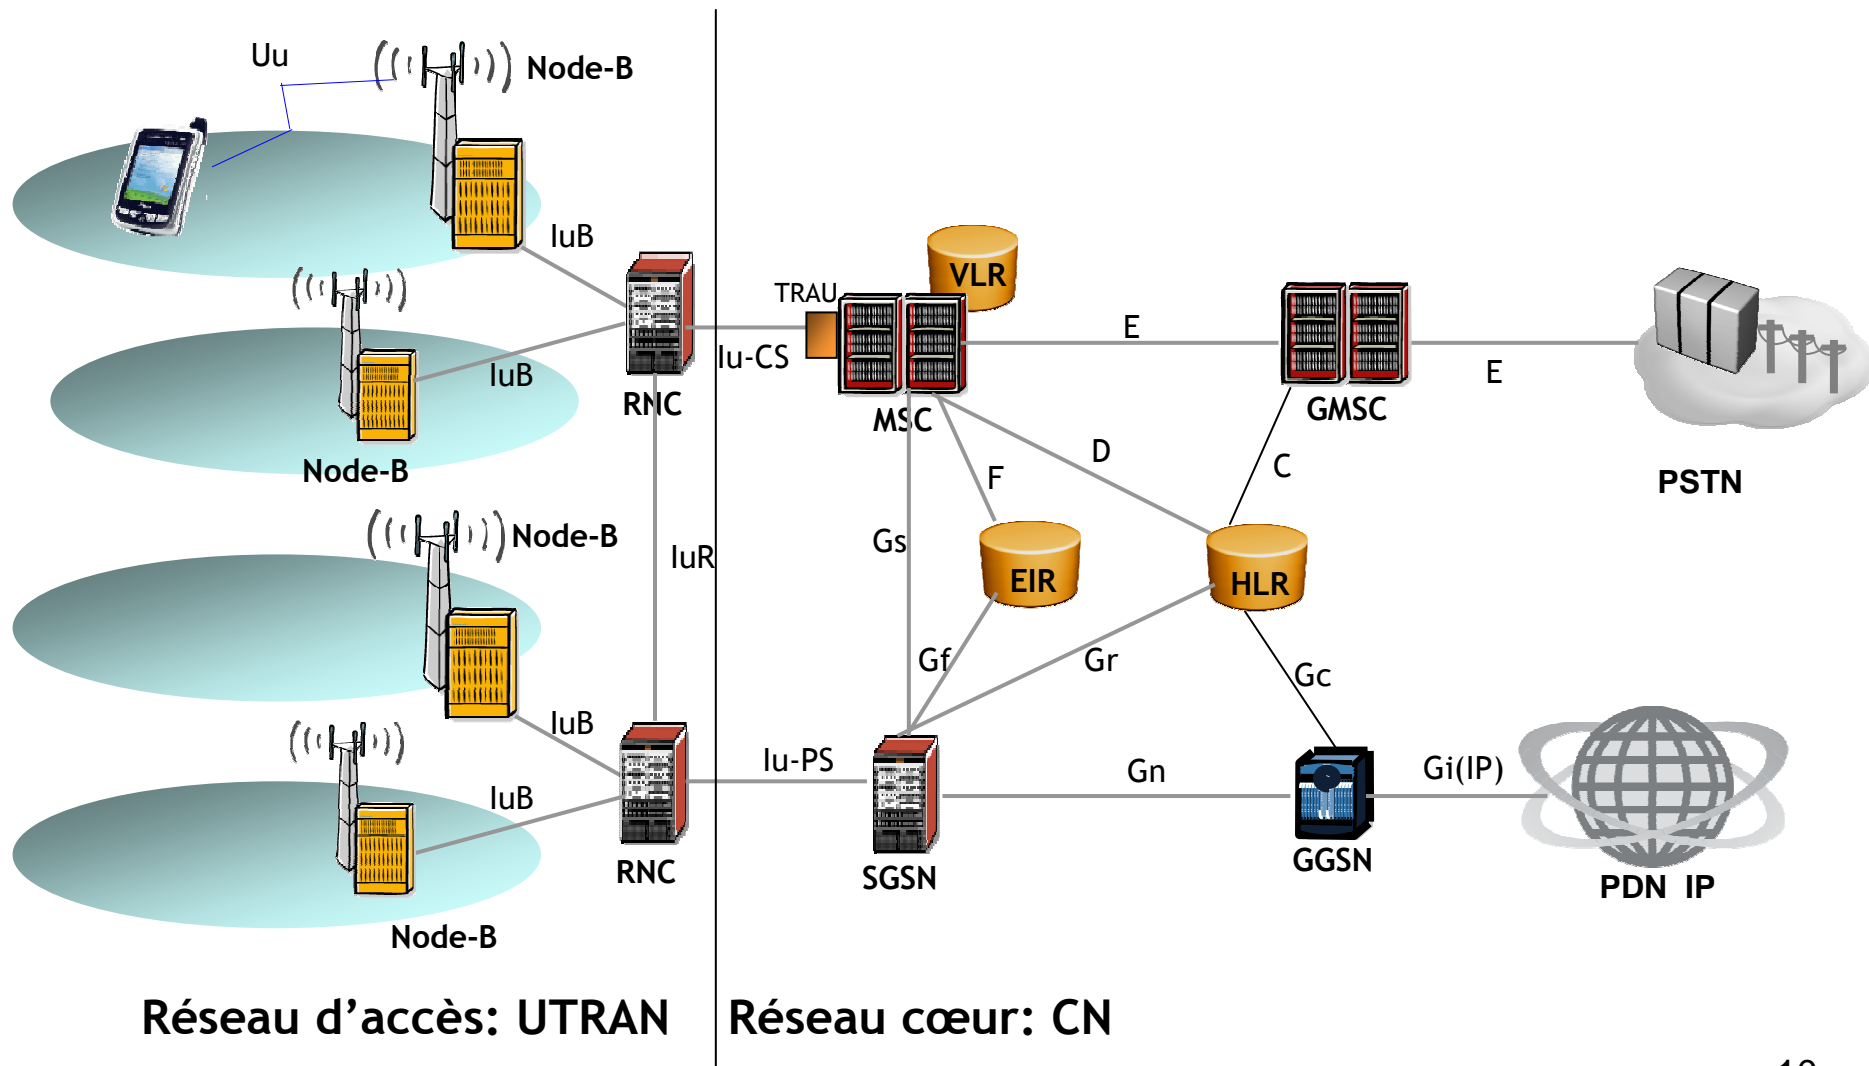 Uu
Node-B
IuB
VLR
TRAU
E
Iu-CS
IuB
E
RNC
MSC
GMSC
Node-B
D
C
F
PSTN
Node-B
Gs
IuR
EIR
HLR
Gf
Gr
Gc
IuB
Iu-PS
Gn
Gi(IP)
IuB
RNC
SGSN
GGSN
PDN IP
Node-B
Réseau d’accès: UTRAN
Réseau cœur: CN